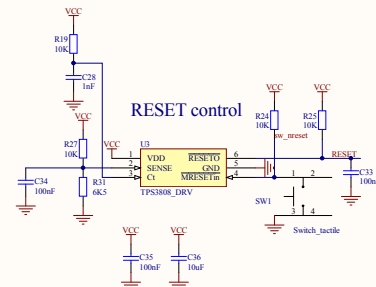 VCC
R19
10K
C28
1nF
RESET control
VCC
VCC
VCC
R24
10K
R25
10K
sw_nreset
R27
10K
VCC
U3
1 VDD RESETO 6
2 SENSE GND 5
3 Ct MRESETin 4
TPS3808_DRV
RESET
C34
100nF
R31
6K5
C33
100n
1 2
SW1
3 4
Switch_tactile
VCC
C35
100nF
VCC
C36
10uF